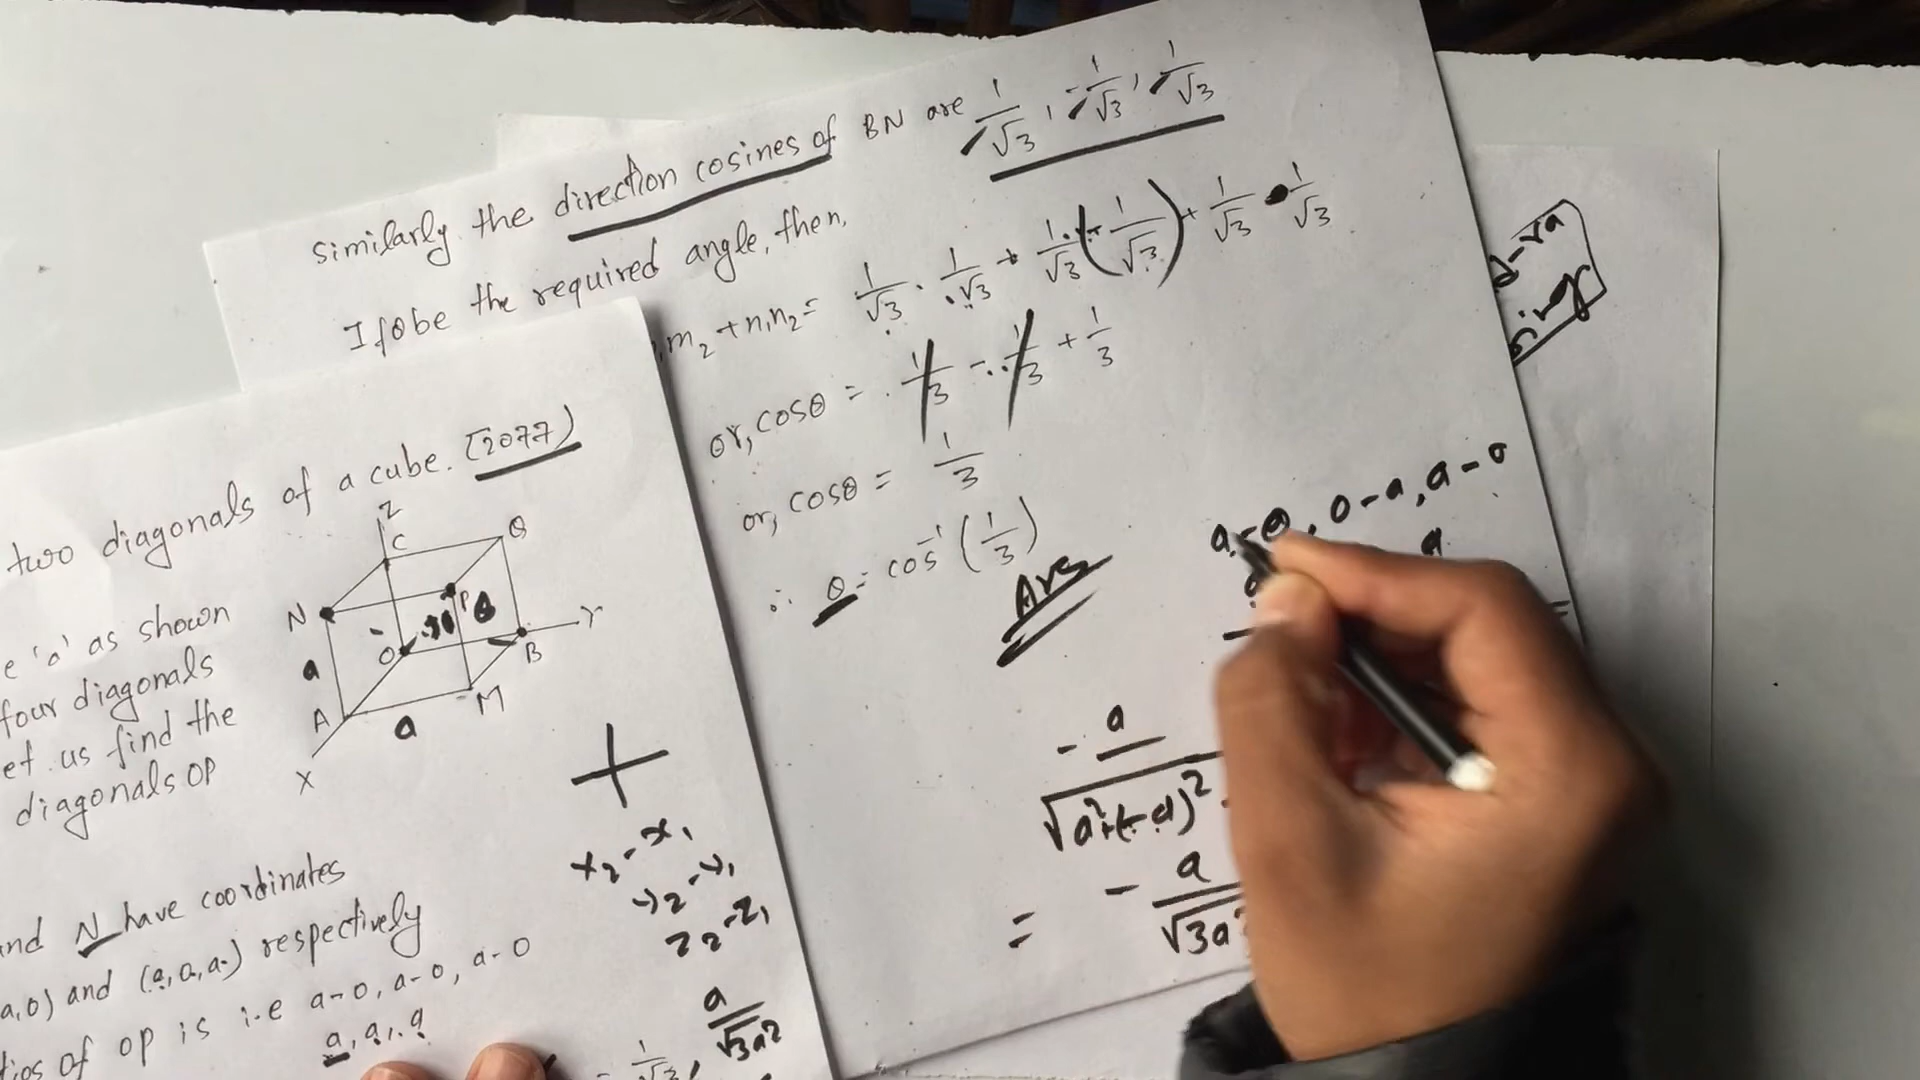 Similarly the direction cosines of BN are 1/√3, -1/√3, 1/√3
If θ be the required angle, then,
m₂ + n₁n₂ = 1/√3 . 1/√3 + 1/√3 . (-1/√3) + 1/√3 . 1/√3
or, cosθ = 1/3 - 1/3 + 1/3
or, cosθ = 1/3
∴ θ = cos⁻¹(1/3)
Ans
a-0, 0-a, a-0
a
- a
√a²+(-a)²
= - a
√3a²
two diagonals of a cube. [2077)
Z
C
Q
N
P
a
O
B
Y
A
a
M
X
e 'a' as shown
four diagonals
et us find the
diagonals OP
and N have coordinates
a,0) and (a,a,a) respectively
tios of OP is i.e a-0, a-0, a-0
a, a, a
x₂-x₁
y₂-y₁
z₂-z₁
a
√3a²
= 1/√3,